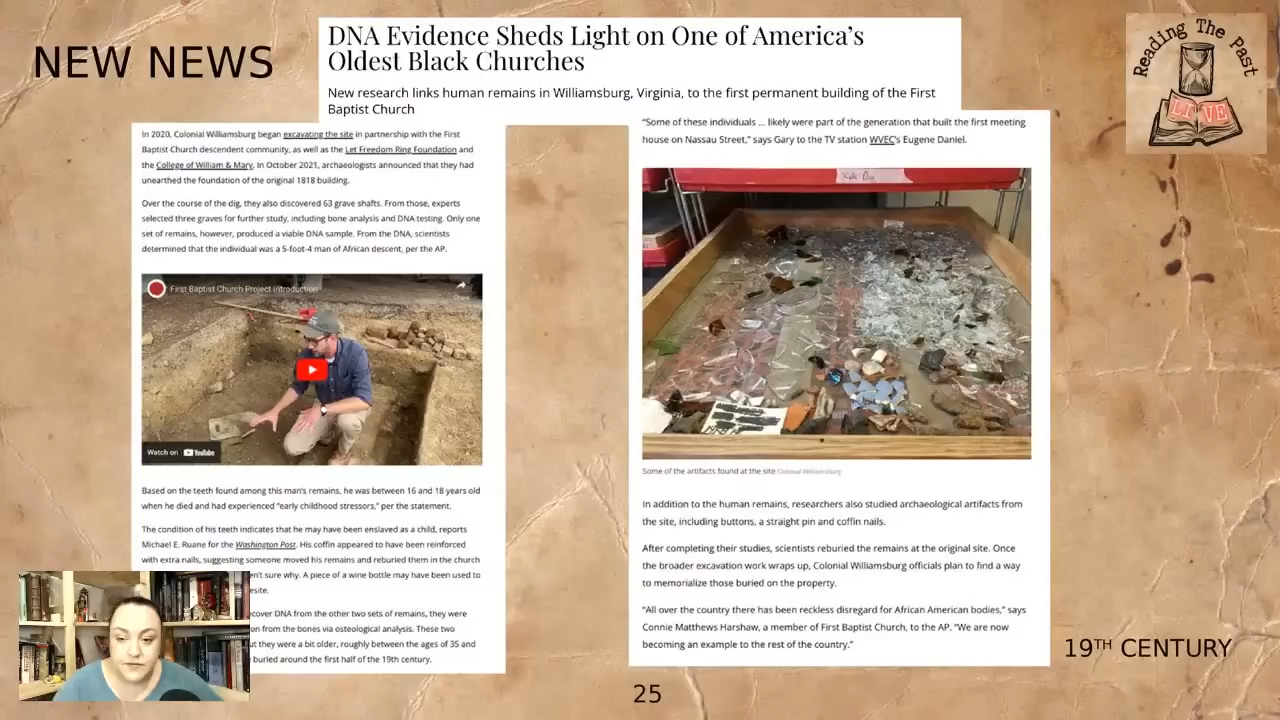 NEW NEWS
DNA Evidence Sheds Light on One of America's
Oldest Black Churches
New research links human remains in Williamsburg, Virginia, to the first permanent building of the First
Baptist Church
Reading The Past
LIVE
In 2020, Colonial Williamsburg began excavating the site in partnership with the First
Baptist Church descendent community, as well as the Let Freedom Ring Foundation and
the College of William & Mary. In October 2021, archaeologists announced that they had
unearthed the foundation of the original 1818 building.
Over the course of the dig, they also discovered 63 grave shafts. From those, experts
selected three graves for further study, including bone analysis and DNA testing. Only one
set of remains, however, produced a viable DNA sample. From the DNA, scientists
determined that the individual was a 5-foot-4 man of African descent, per the AP.
First Baptist Church Project Introduction
Share
Watch on YouTube
Based on the teeth found among this man's remains, he was between 16 and 18 years old
when he died and had experienced "early childhood stressors," per the statement.
The condition of his teeth indicates that he may have been enslaved as a child, reports
Michael E. Ruane for the Washington Post. His coffin appeared to have been reinforced
with extra nails, suggesting someone moved his remains and reburied them in the church
n't sure why. A piece of a wine bottle may have been used to
esite.
cover DNA from the other two sets of remains, they were
on from the bones via osteological analysis. These two
ut they were a bit older, roughly between the ages of 35 and
buried around the first half of the 19th century.
"Some of these individuals ... likely were part of the generation that built the first meeting
house on Nassau Street," says Gary to the TV station WVEC's Eugene Daniel.
Some of the artifacts found at the site Colonial Williamsburg
In addition to the human remains, researchers also studied archaeological artifacts from
the site, including buttons, a straight pin and coffin nails.
After completing their studies, scientists reburied the remains at the original site. Once
the broader excavation work wraps up, Colonial Williamsburg officials plan to find a way
to memorialize those buried on the property.
"All over the country there has been reckless disregard for African American bodies," says
Connie Matthews Harshaw, a member of First Baptist Church, to the AP. "We are now
becoming an example to the rest of the country."
19TH CENTURY
25